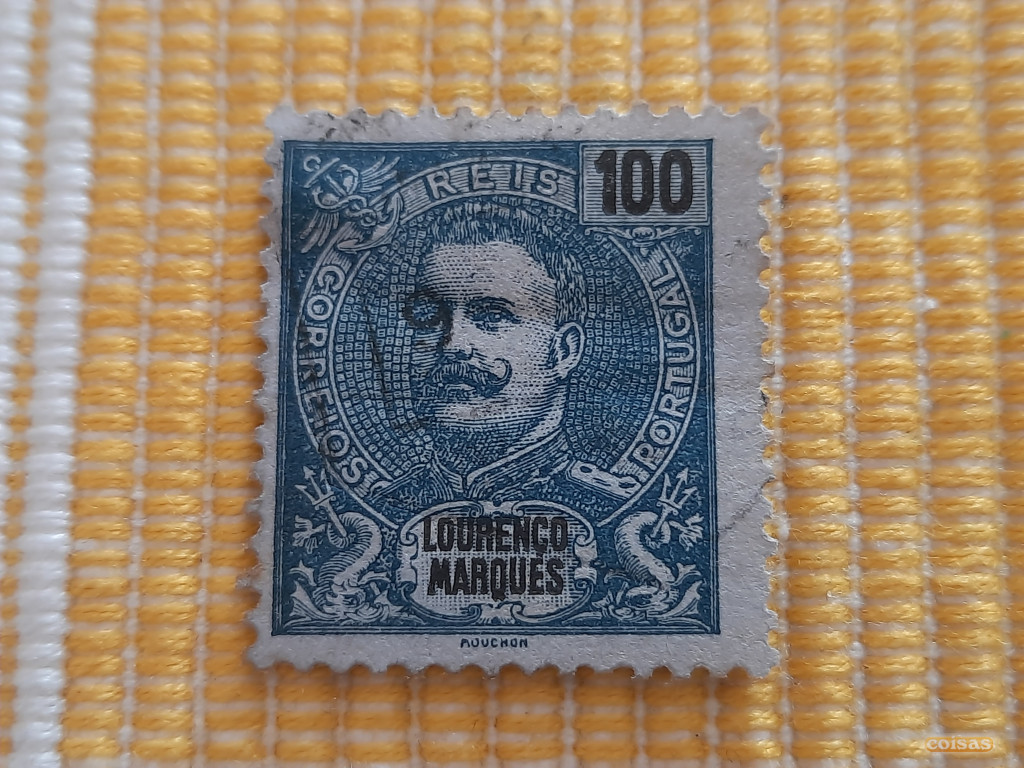 REIS
100
CORREIOS
PORTUGAL
LOURENÇO
MARQUES
MOUCHON
coisas